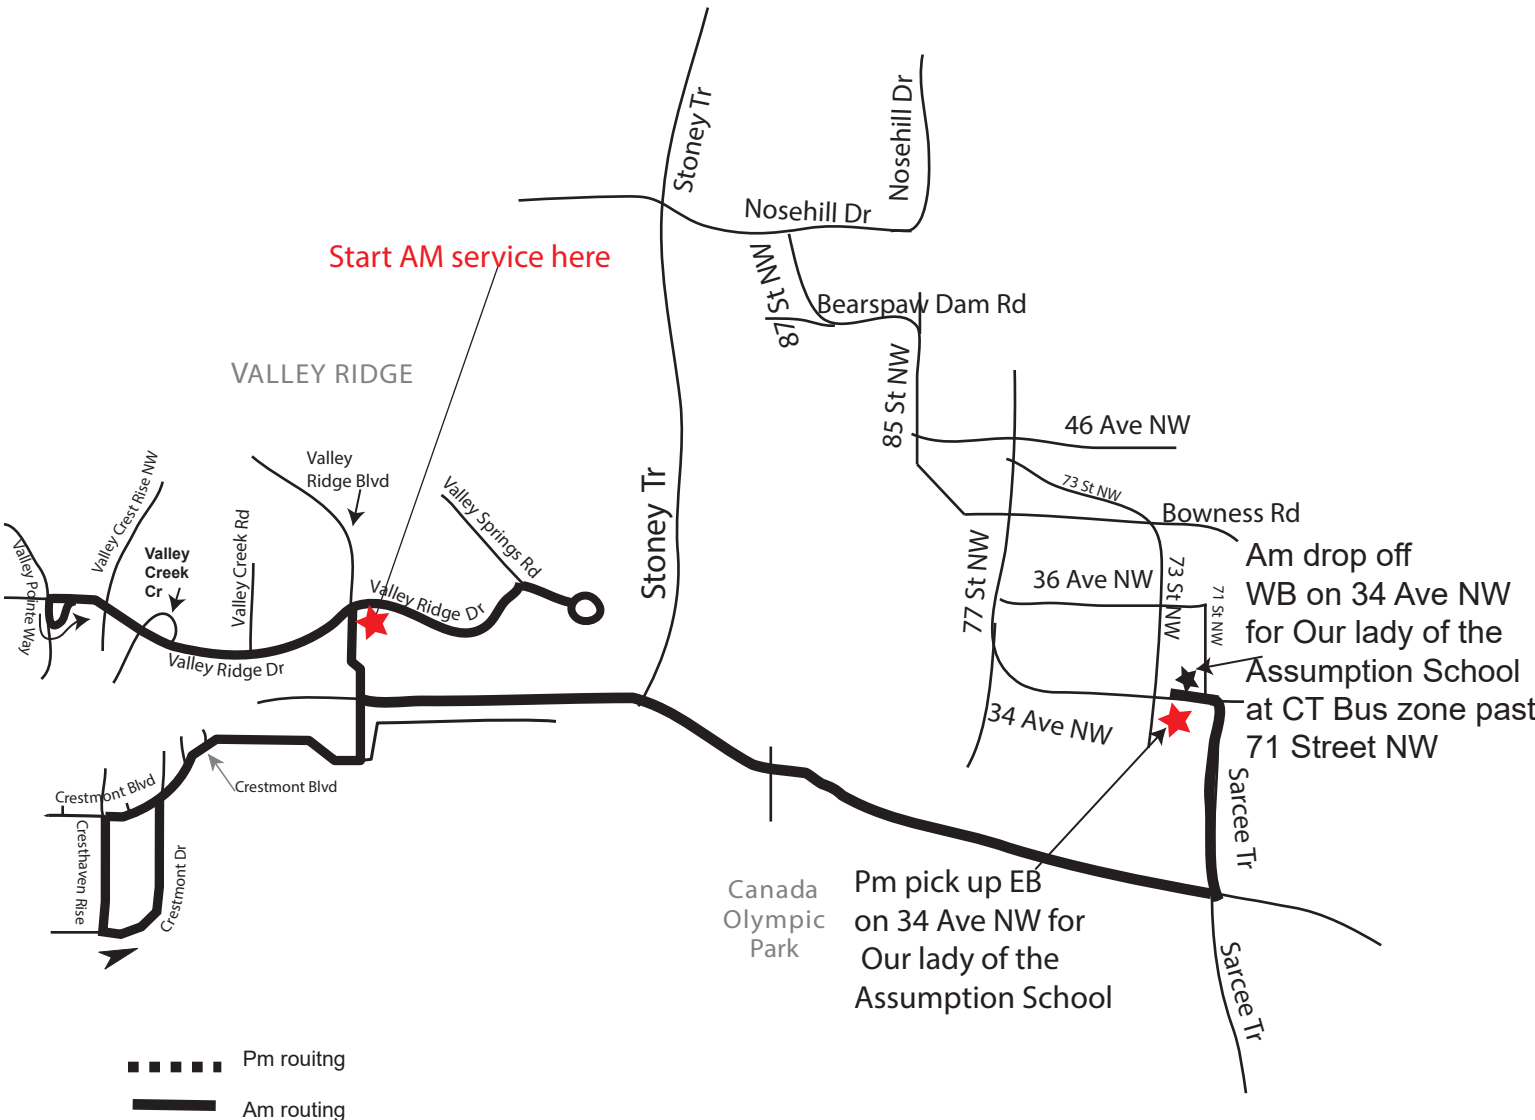 Stoney Tr
Nosehill Dr
Nosehill Dr
Start AM service here
87 St NW
Bearspaw Dam Rd
VALLEY RIDGE
85 St NW
46 Ave NW
Valley
Ridge Blvd
Valley Crest Rise NW
Valley Springs Rd
Stoney Tr
73 St NW
Bowness Rd
Valley Pointe Way
Valley
Creek
Cr
Valley Creek Rd
Valley Ridge Dr
77 St NW
36 Ave NW
73 St NW
71 St NW
Am drop off
WB on 34 Ave NW
for Our lady of the
Assumption School
at CT Bus zone past
71 Street NW
Valley Ridge Dr
34 Ave NW
Crestmont Blvd
Crestmont Blvd
Sarcee Tr
Cresthaven Rise
Crestmont Dr
Canada
Olympic
Park
Pm pick up EB
on 34 Ave NW for
Our lady of the
Assumption School
Sarcee Tr
Pm rouitng
Am routing